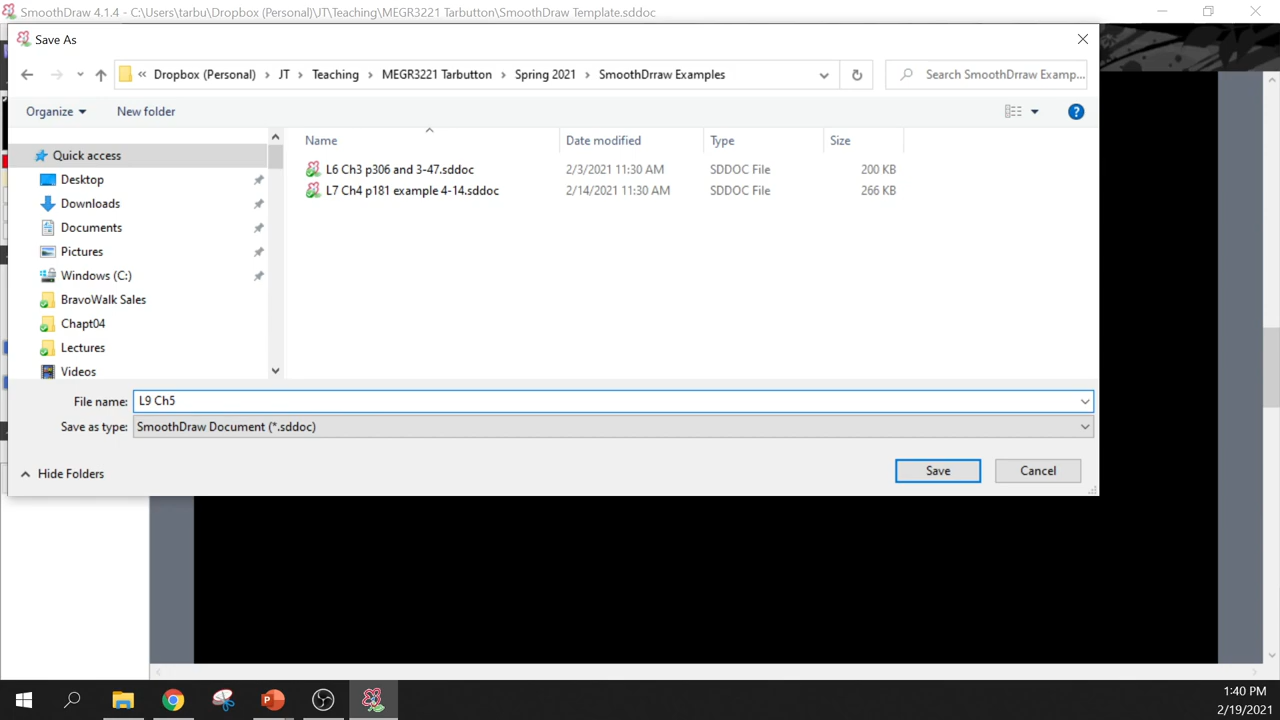 SmoothDraw 4.1.4 - C:\Users\tarbu\Dropbox (Personal)\JT\Teaching\MEGR3221 Tarbutton\SmoothDraw Template.sddoc
Save As
« Dropbox (Personal) › JT › Teaching › MEGR3221 Tarbutton › Spring 2021 › SmoothDrraw Examples
Search SmoothDrraw Examp...
Organize New folder
Name Date modified Type Size
Quick access
Desktop
Downloads
Documents
Pictures
Windows (C:)
BravoWalk Sales
Chapt04
Lectures
Videos
L6 Ch3 p306 and 3-47.sddoc 2/3/2021 11:30 AM SDDOC File 200 KB
L7 Ch4 p181 example 4-14.sddoc 2/14/2021 11:30 AM SDDOC File 266 KB
File name: L9 Ch5
Save as type: SmoothDraw Document (*.sddoc)
Hide Folders
Save Cancel
1:40 PM
2/19/2021